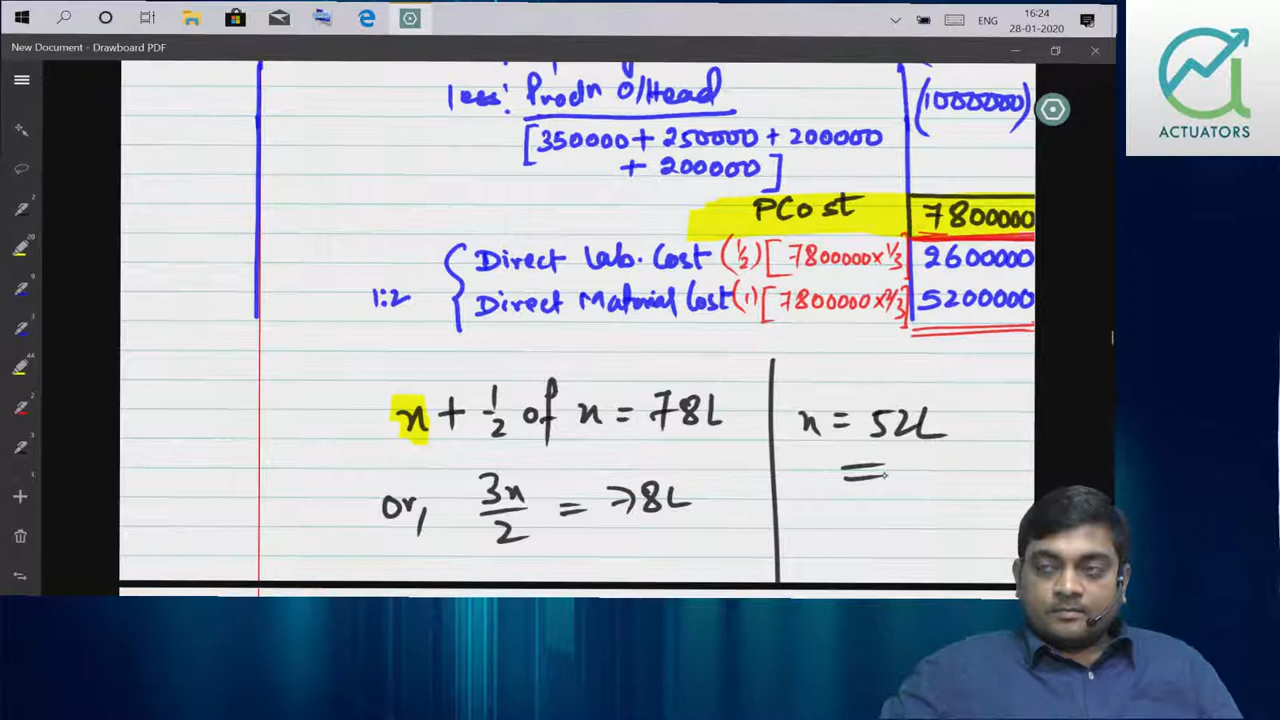 16:24
ENG
28-01-2020
New Document - Drawboard PDF
ACTUATORS
less: Prodn O/Head (1000000)
[350000 + 250000 + 200000
+ 200000]
PCost 7800000
Direct Lab. Cost (1/2) [7800000 x 1/3] 2600000
1:2
Direct Material Cost (1) [7800000 x 2/3] 5200000
x + 1/2 of x = 78L
x = 52L
or, 3x/2 = 78L